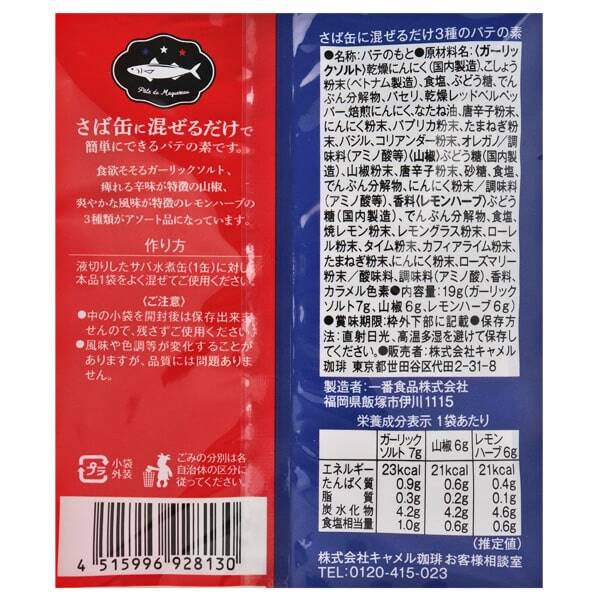 Pâte de Maquereau
さば缶に混ぜるだけで
簡単にできるパテの素です。
食欲そそるガーリックソルト、
痺れる辛味が特徴の山椒、
爽やかな風味が特徴のレモンハーブの
3種類がアソート品になっています。
作り方
液切りしたサバ水煮缶(1缶)に対し
本品1袋をよく混ぜてご使用ください。
〈ご注意〉
●中の小袋を開封後は保存出来ま
せんので、残さずご使用ください。
●風味や色調等が変化することが
ありますが、品質には問題ありま
せん。
プラ
小袋
外装
ごみの分別は各
自治体の区分に
従ってください。
4 515996 928130
さば缶に混ぜるだけ3種のパテの素
●名称:パテのもと●原材料名:〈ガーリッ
クソルト〉乾燥にんにく(国内製造)、こしょう
粉末(ベトナム製造)、食塩、ぶどう糖、でん
ぷん分解物、パセリ、乾燥レッドベルペッ
パー、焙煎にんにく、なたね油、唐辛子粉末、
にんにく粉末、パプリカ粉末、たまねぎ粉
末、バジル、コリアンダー粉末、オレガノ/調
味料(アミノ酸等)〈山椒〉ぶどう糖(国内製
造)、山椒粉末、唐辛子粉末、砂糖、食塩、
でんぷん分解物、にんにく粉末/調味料
(アミノ酸等)、香料〈レモンハーブ〉ぶどう
糖(国内製造)、でんぷん分解物、食塩、
焼レモン粉末、レモングラス粉末、ローレ
ル粉末、タイム粉末、カフィアライム粉末、
たまねぎ粉末、にんにく粉末、ローズマリー
粉末/酸味料、調味料(アミノ酸)、香料、
カラメル色素●内容量:19g(ガーリック
ソルト7g、山椒6g、レモンハーブ6g)
●賞味期限:枠外下部に記載●保存方
法:直射日光、高温多湿を避けて保存し
てください。●販売者:株式会社キャメル
珈琲 東京都世田谷区代田2-31-8
製造者:一番食品株式会社
福岡県飯塚市伊川1115
栄養成分表示 1袋あたり
ガーリックソルト 7g 山椒 6g レモンハーブ 6g
エネルギー 23kcal 21kcal 21kcal
たんぱく質 0.9g 0.6g 0.4g
脂質 0.3g 0.2g 0.1g
炭水化物 4.2g 4.2g 4.6g
食塩相当量 1.0g 0.6g 0.6g
(推定値)
株式会社キャメル珈琲 お客様相談室
TEL:0120-415-023